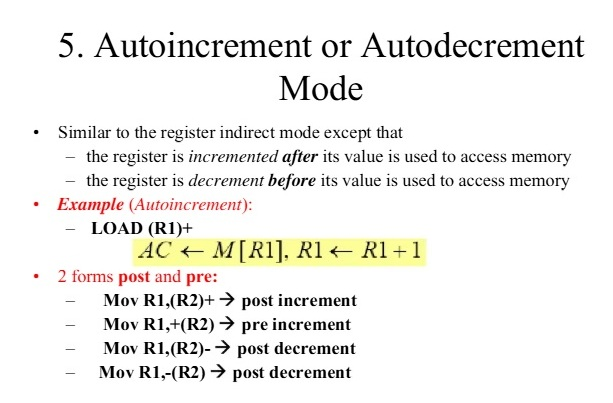 5. Autoincrement or Autodecrement
Mode
• Similar to the register indirect mode except that
– the register is incremented after its value is used to access memory
– the register is decrement before its value is used to access memory
• Example (Autoincrement):
– LOAD (R1)+
AC ← M[R1], R1 ← R1 + 1
• 2 forms post and pre:
– Mov R1,(R2)+ → post increment
– Mov R1,+(R2) → pre increment
– Mov R1,(R2)- → post decrement
– Mov R1,-(R2) → post decrement